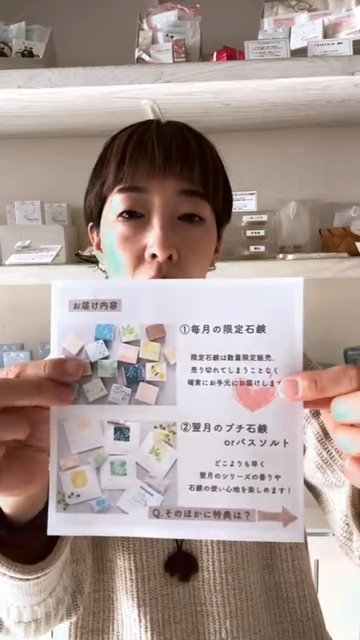 お届け内容
①毎月の限定石鹸
限定石鹸は数量限定販売。
売り切れてしまうことなく
確実にお手元にお届けします
②翌月のプチ石鹸
orバスソルト
どこよりも早く
翌月のシリーズの香りや
石鹸の使い心地を楽しめます！
Q.そのほかに特典は？